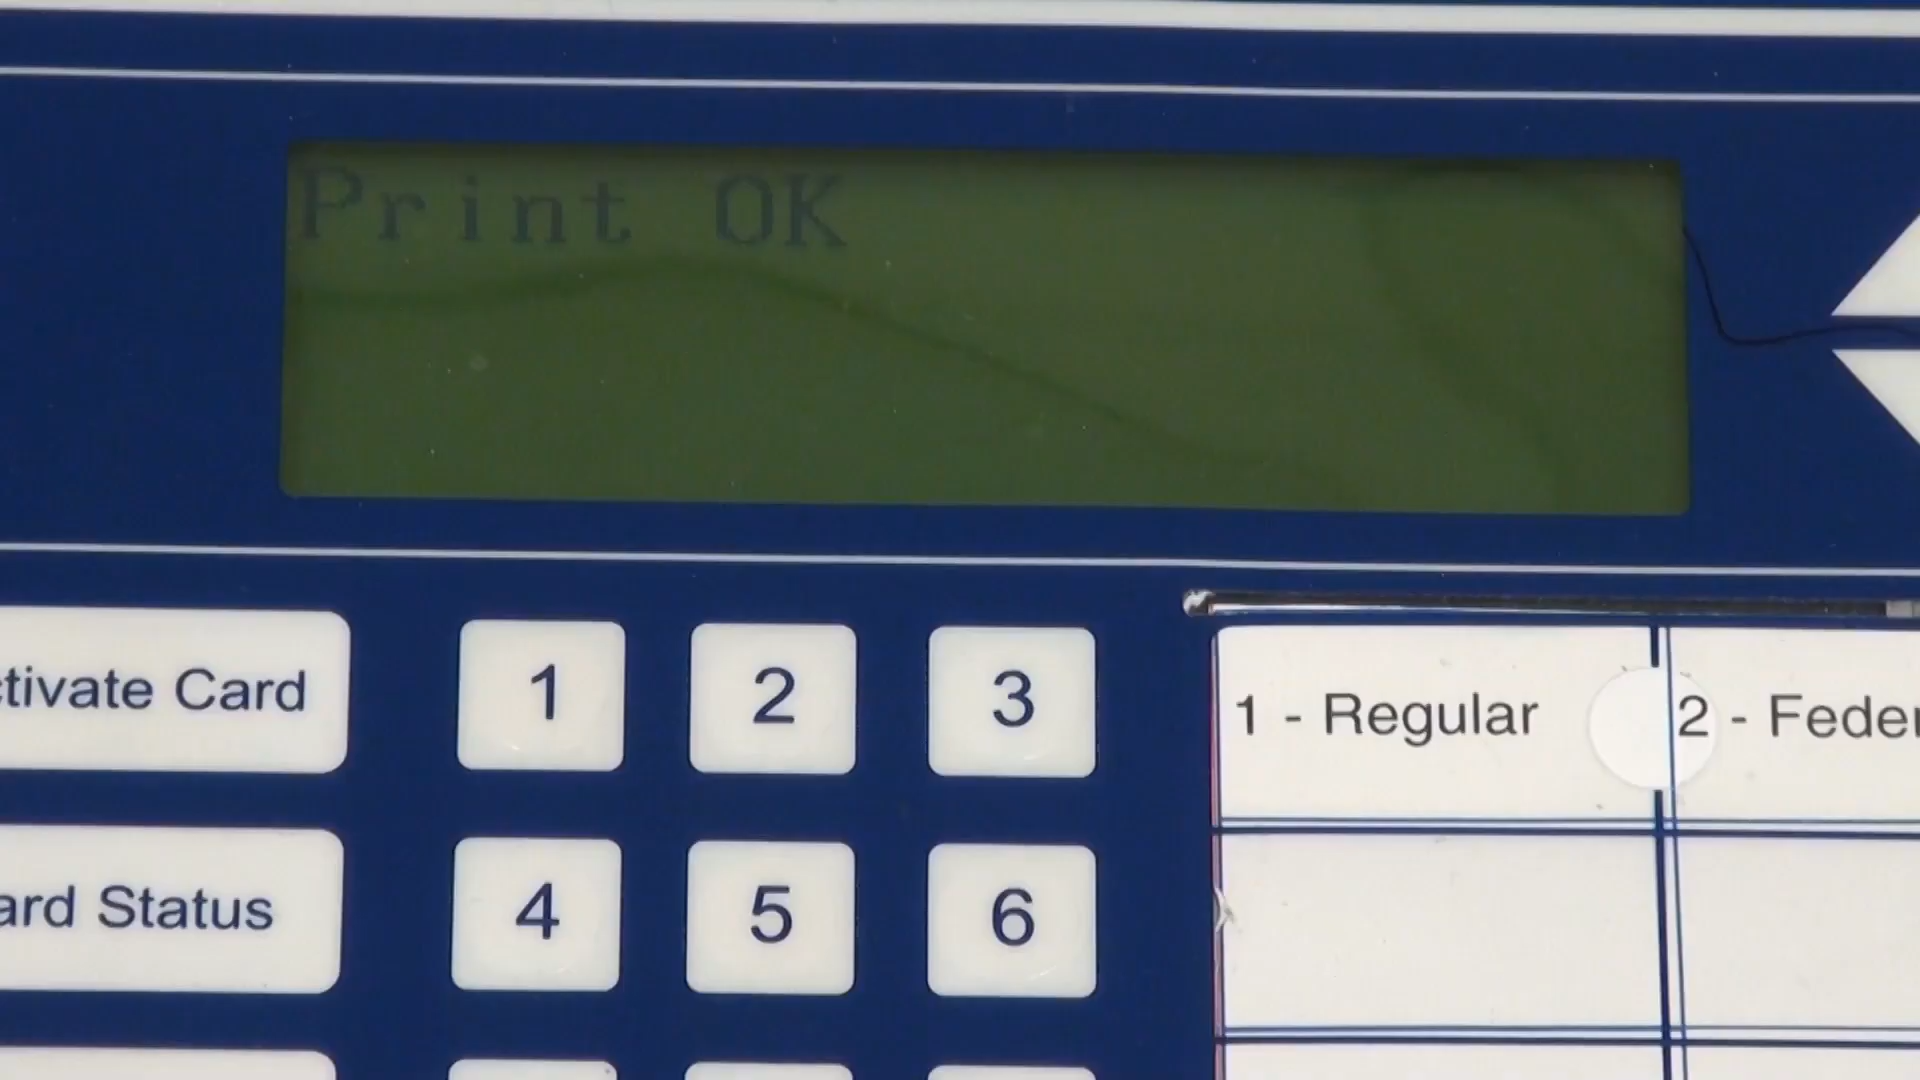 Print OK
tivate Card
1
2
3
1 - Regular
2 - Feder
ard Status
4
5
6